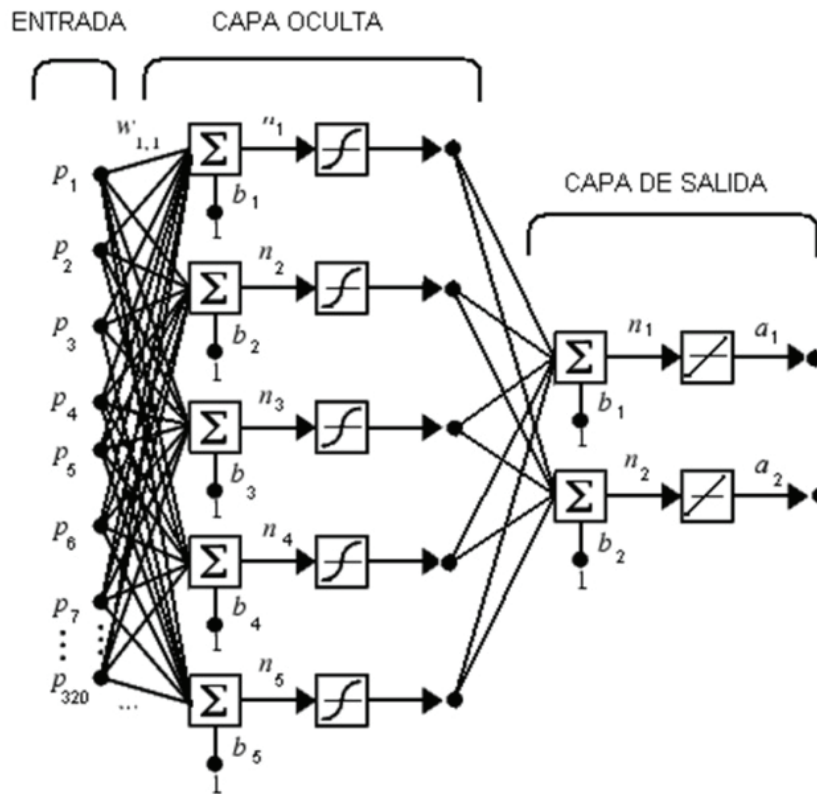 ENTRADA CAPA OCULTA
w1,1
n1
p1
b1
1
CAPA DE SALIDA
p2
Σ
n2
p3
b2
1
n1
a1
p4
n3
p5
b1
1
b3
1
n2
a2
p6
n4
b2
1
p7
b4
1
p320
...
n5
b5
1